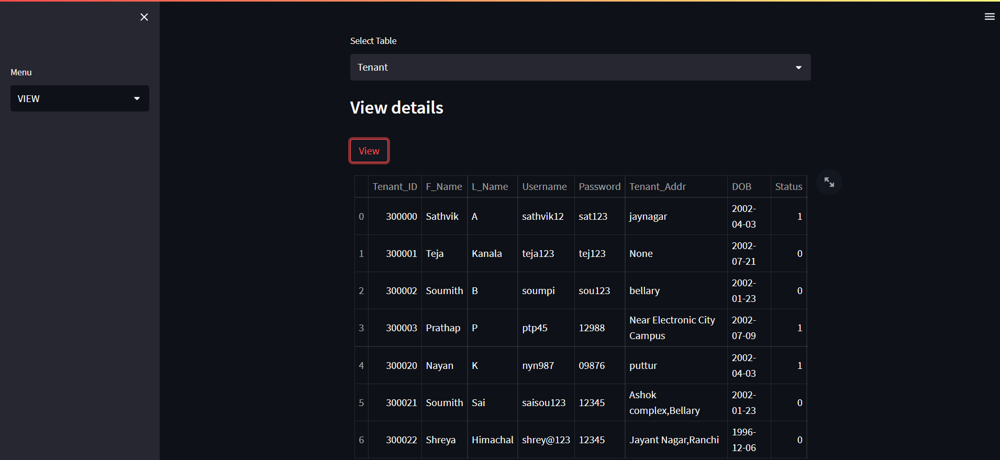 Menu
VIEW
Select Table
Tenant
View details
View
Tenant_ID F_Name L_Name Username Password Tenant_Addr DOB Status
0 300000 Sathvik A sathvik12 sat123 jaynagar 2002-04-03 1
1 300001 Teja Kanala teja123 tej123 None 2002-07-21 0
2 300002 Soumith B soumpi sou123 bellary 2002-01-23 0
3 300003 Prathap P ptp45 12988 Near Electronic City Campus 2002-07-09 1
4 300020 Nayan K nyn987 09876 puttur 2002-04-03 1
5 300021 Soumith Sai saisou123 12345 Ashok complex,Bellary 2002-01-23 0
6 300022 Shreya Himachal shrey@123 12345 Jayant Nagar,Ranchi 1996-12-06 0